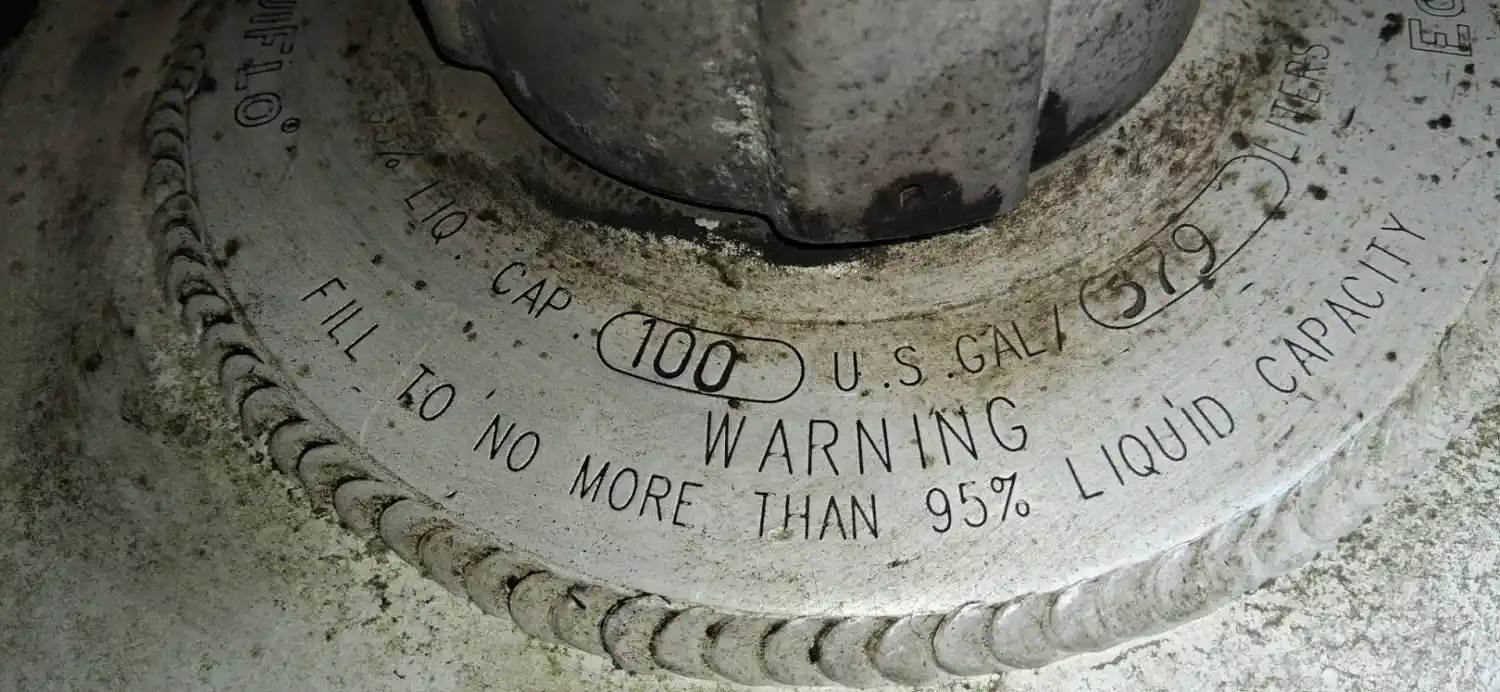 95% LIQ. CAP. 100 U.S.GAL/ 379 LITERS
WARNING
FILL TO NO MORE THAN 95% LIQUID CAPACITY